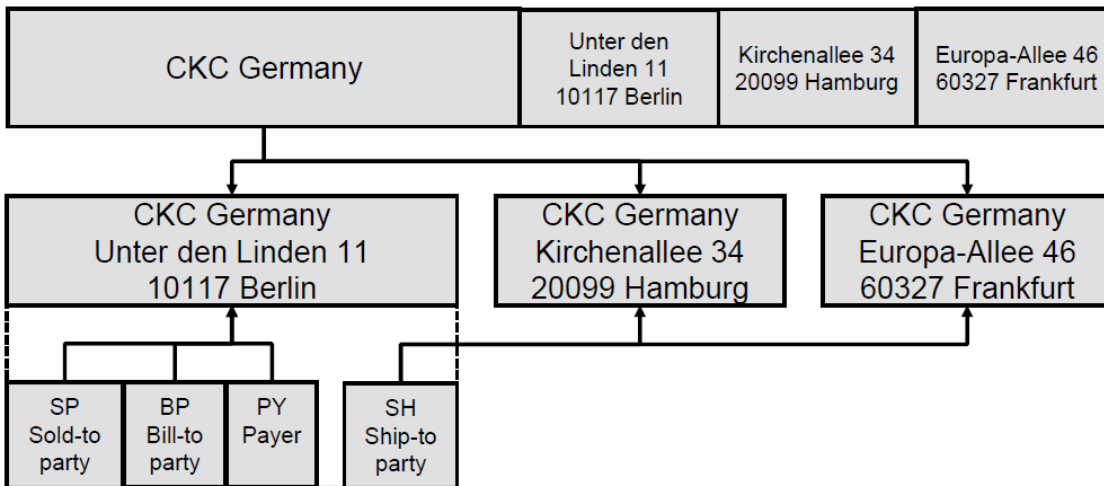 CKC Germany
Unter den
Linden 11
10117 Berlin
Kirchenallee 34
20099 Hamburg
Europa-Allee 46
60327 Frankfurt
CKC Germany
Unter den Linden 11
10117 Berlin
CKC Germany
Kirchenallee 34
20099 Hamburg
CKC Germany
Europa-Allee 46
60327 Frankfurt
SP
Sold-to
party
BP
Bill-to
party
PY
Payer
SH
Ship-to
party